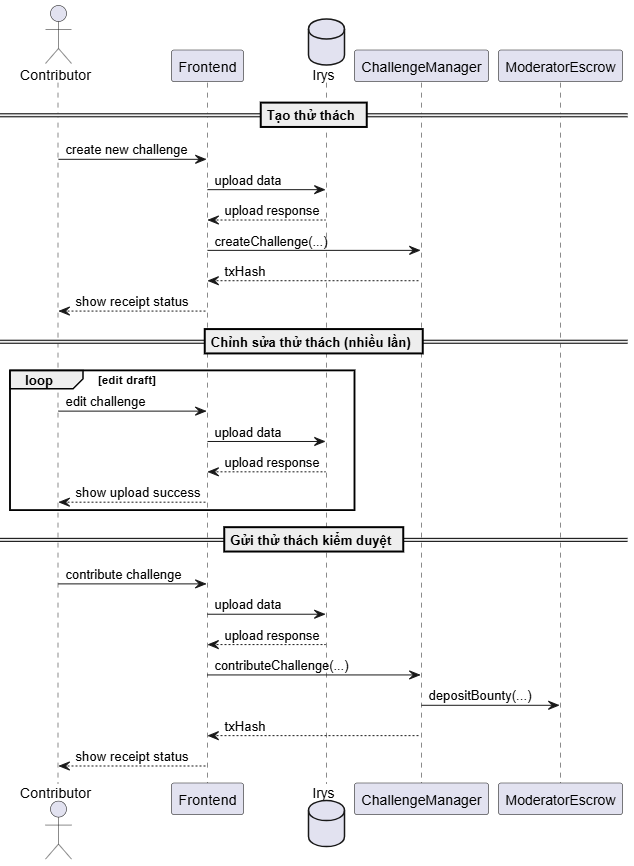 Contributor
Frontend
Irys
ChallengeManager
ModeratorEscrow
Tạo thử thách
create new challenge
upload data
upload response
createChallenge(...)
txHash
show receipt status
Chỉnh sửa thử thách (nhiều lần)
loop
[edit draft]
edit challenge
upload data
upload response
show upload success
Gửi thử thách kiểm duyệt
contribute challenge
upload data
upload response
contributeChallenge(...)
depositBounty(...)
txHash
show receipt status
Contributor
Frontend
Irys
ChallengeManager
ModeratorEscrow